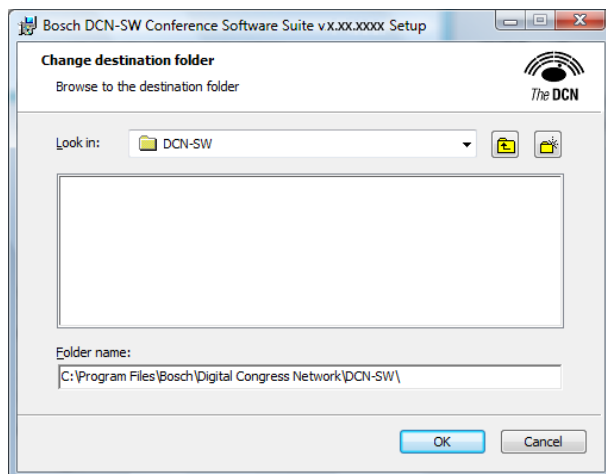 Bosch DCN-SW Conference Software Suite vx.xx.xxxx Setup
Change destination folder
Browse to the destination folder
The DCN
Look in:
DCN-SW
Folder name:
C:\Program Files\Bosch\Digital Congress Network\DCN-SW\
OK
Cancel